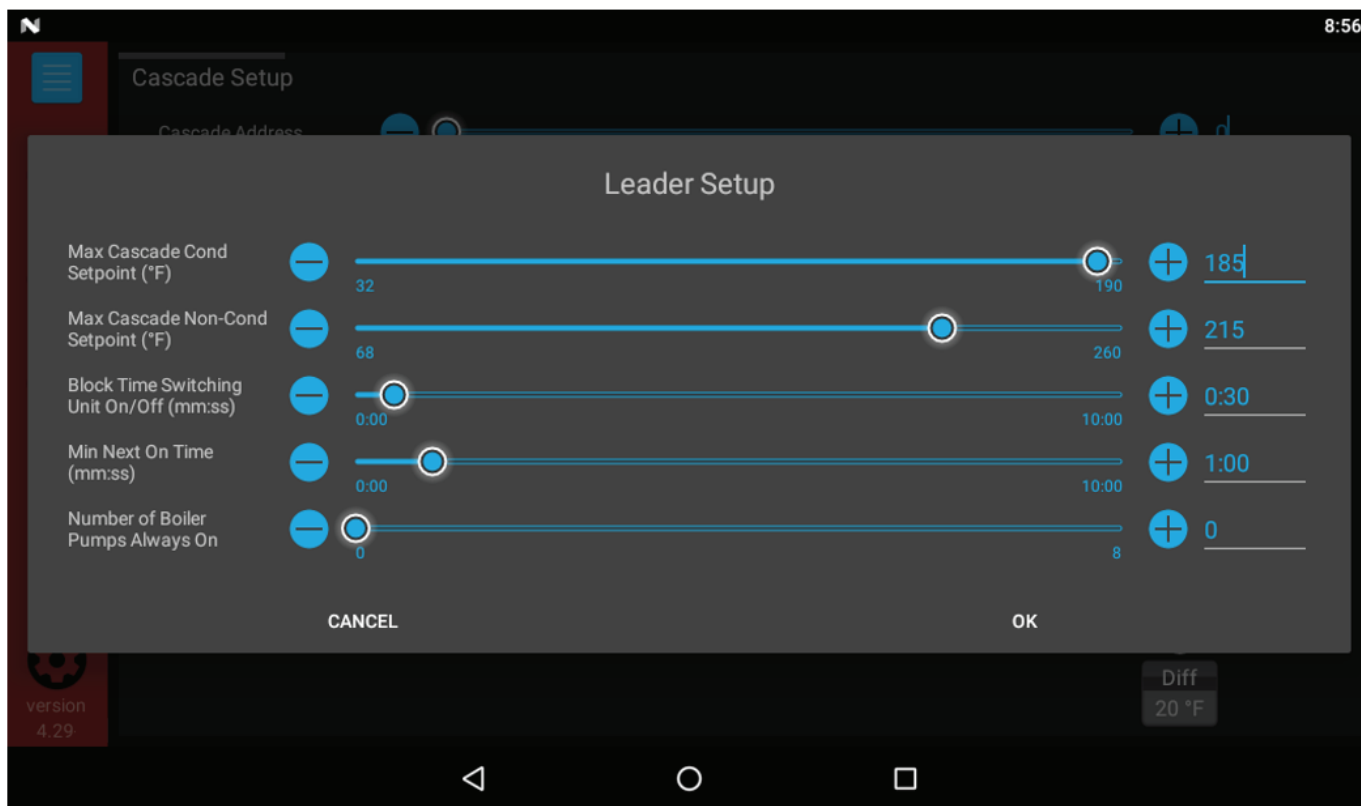 8:56
Cascade Setup
Cascade Address
0
Leader Setup
Max Cascade Cond
Setpoint (°F)
32
190
185
Max Cascade Non-Cond
Setpoint (°F)
68
260
215
Block Time Switching
Unit On/Off (mm:ss)
0:00
10:00
0:30
Min Next On Time
(mm:ss)
0:00
10:00
1:00
Number of Boiler
Pumps Always On
0
8
0
CANCEL
OK
Diff
20 °F
version
4.29